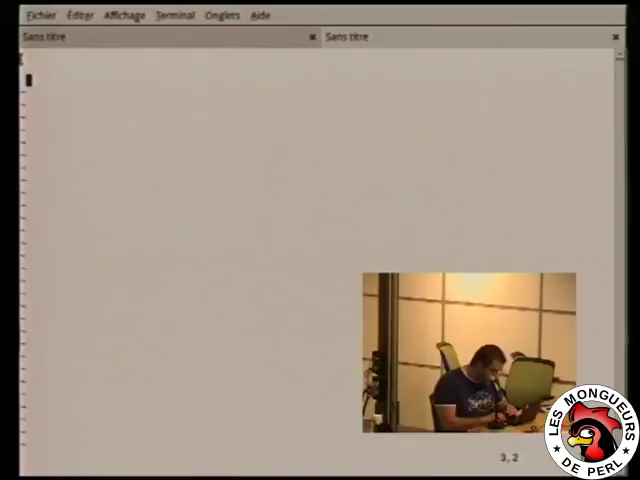 Fichier Éditer Affichage Terminal Onglets Aide
Sans titre
Sans titre
3,2
LES MONGUEURS
DE PERL